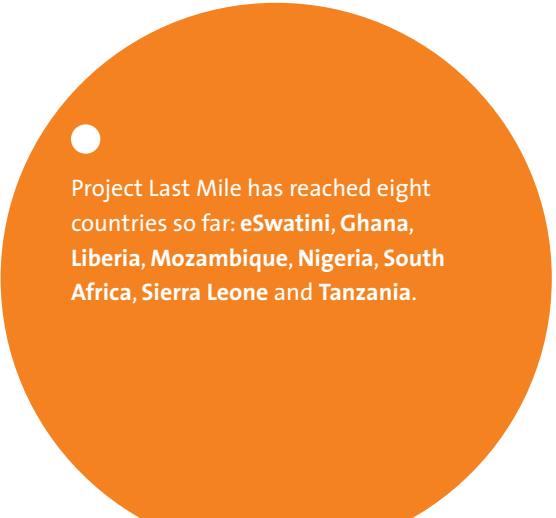 Project Last Mile has reached eight
countries so far: eSwatini, Ghana,
Liberia, Mozambique, Nigeria, South
Africa, Sierra Leone and Tanzania.